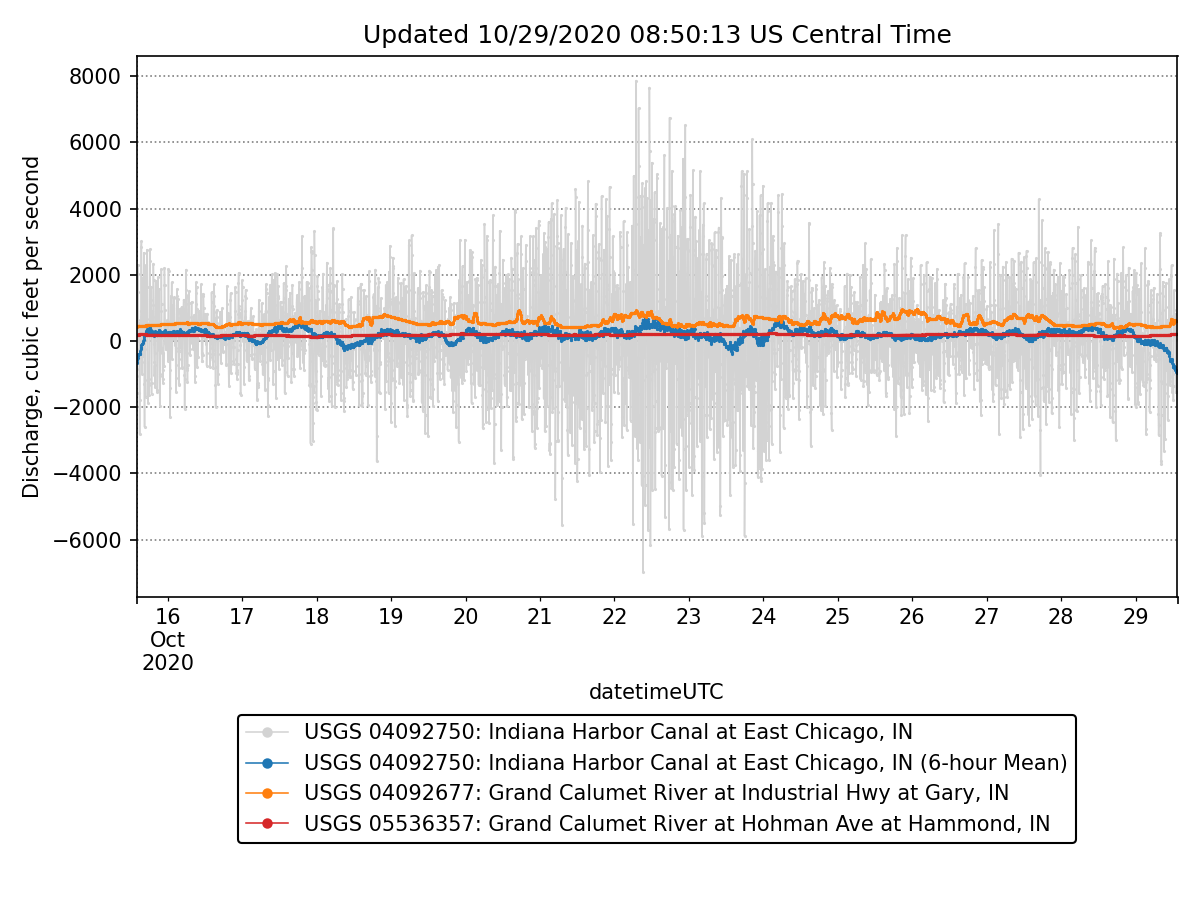 Updated 10/29/2020 08:50:13 US Central Time
Discharge, cubic feet per second
8000
6000
4000
2000
0
−2000
−4000
−6000
16 17 18 19 20 21 22 23 24 25 26 27 28 29
Oct
2020
datetimeUTC
USGS 04092750: Indiana Harbor Canal at East Chicago, IN
USGS 04092750: Indiana Harbor Canal at East Chicago, IN (6-hour Mean)
USGS 04092677: Grand Calumet River at Industrial Hwy at Gary, IN
USGS 05536357: Grand Calumet River at Hohman Ave at Hammond, IN